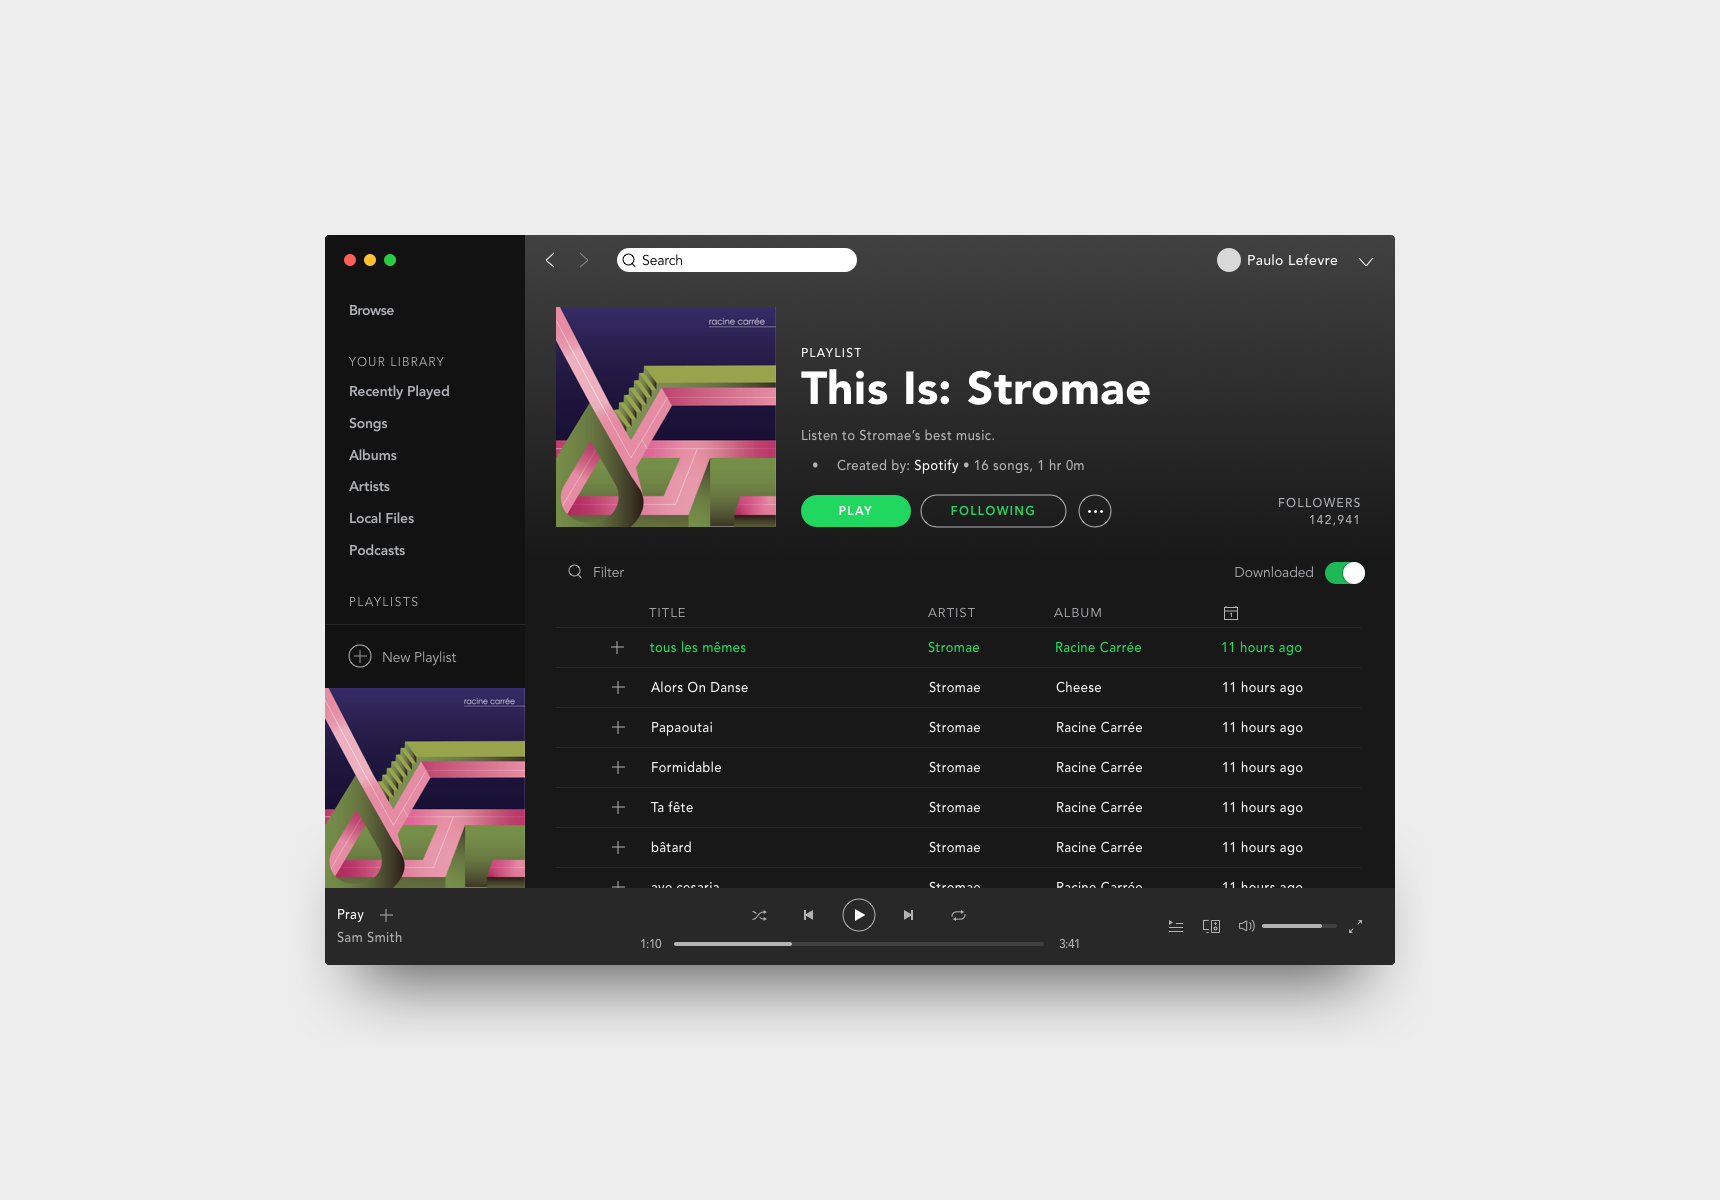 Search
Paulo Lefevre
Browse
YOUR LIBRARY
Recently Played
Songs
Albums
Artists
Local Files
Podcasts
PLAYLISTS
New Playlist
racine carrée
racine carrée
PLAYLIST
This Is: Stromae
Listen to Stromae’s best music.
• Created by: Spotify • 16 songs, 1 hr 0m
PLAY FOLLOWING
FOLLOWERS
142,941
Filter Downloaded
TITLE ARTIST ALBUM 1
tous les mêmes Stromae Racine Carrée 11 hours ago
Alors On Danse Stromae Cheese 11 hours ago
Papaoutai Stromae Racine Carrée 11 hours ago
Formidable Stromae Racine Carrée 11 hours ago
Ta fête Stromae Racine Carrée 11 hours ago
bâtard Stromae Racine Carrée 11 hours ago
ave cesaria Stromae Racine Carrée 11 hours ago
Pray
Sam Smith
1:10 3:41